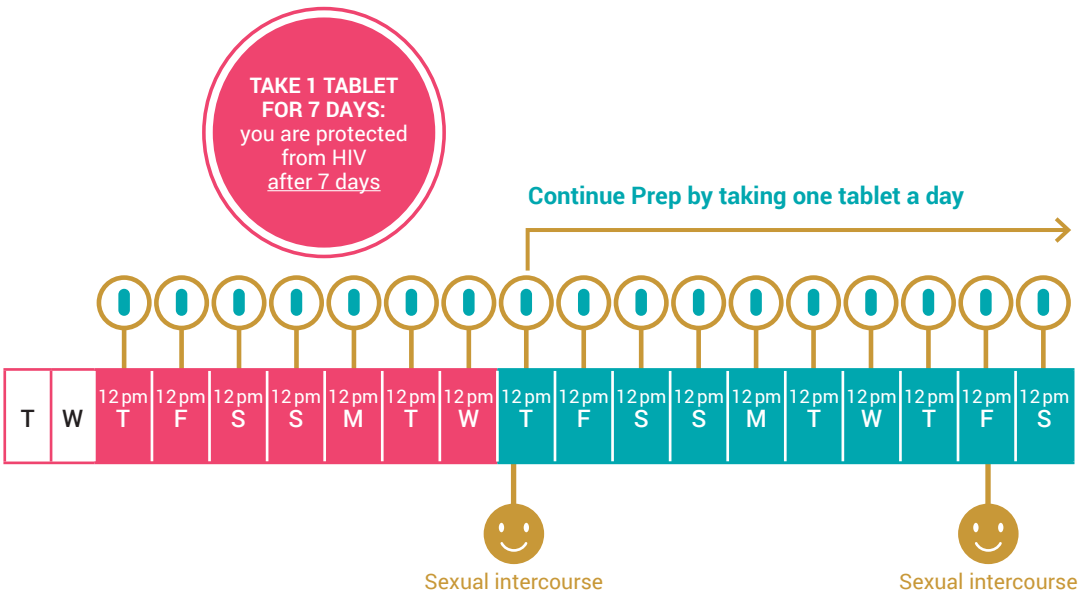 TAKE 1 TABLET
FOR 7 DAYS:
you are protected
from HIV
after 7 days
Continue Prep by taking one tablet a day
T W 12 pm 12 pm 12 pm 12 pm 12 pm 12 pm 12 pm 12 pm 12 pm 12 pm 12 pm 12 pm 12 pm 12 pm 12 pm 12 pm 12 pm
T F S S M T W T F S S M T W T F S
Sexual intercourse Sexual intercourse